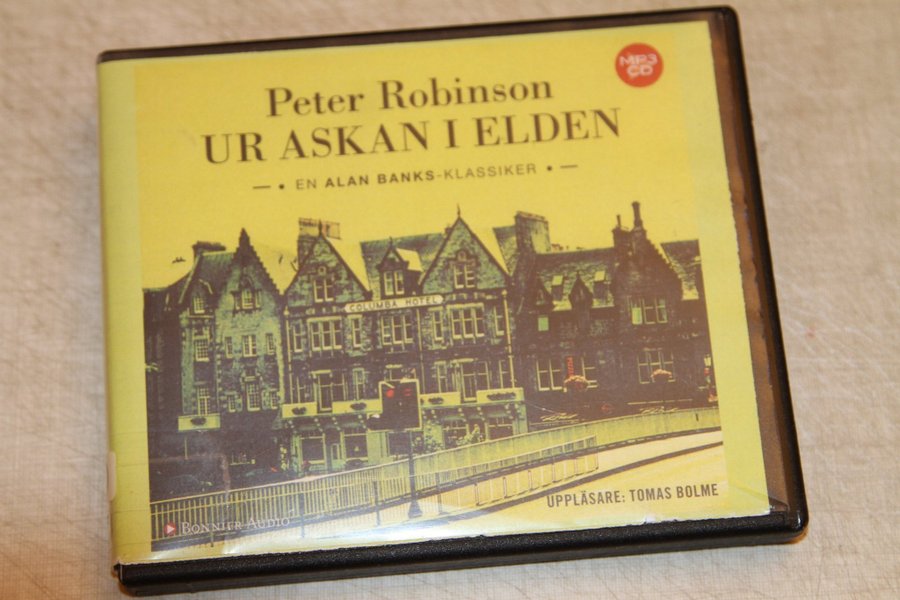 MP3
CD
Peter Robinson
UR ASKAN I ELDEN
EN ALAN BANKS-KLASSIKER
COLUMBA HOTEL
UPPLÄSARE: TOMAS BOLME
BONNIER AUDIO